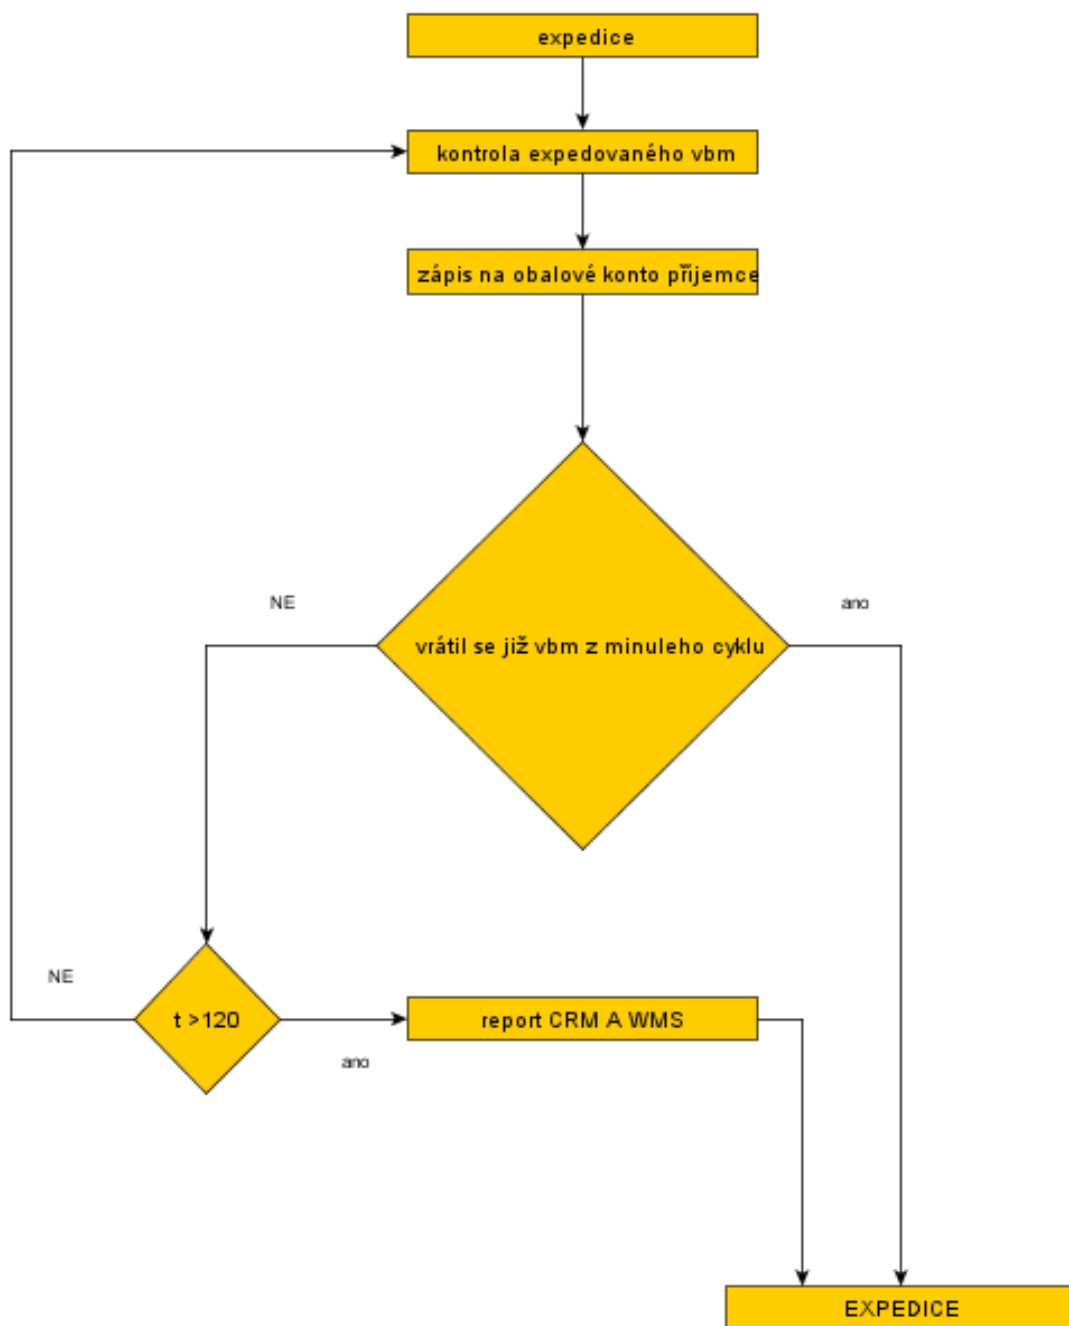 expedice
kontrola expedovaného vbm
zápis na obalové konto příjemce
NE
ano
vrátil se již vbm z minuleho cyklu
NE
t >120
report CRM A WMS
ano
EXPEDICE